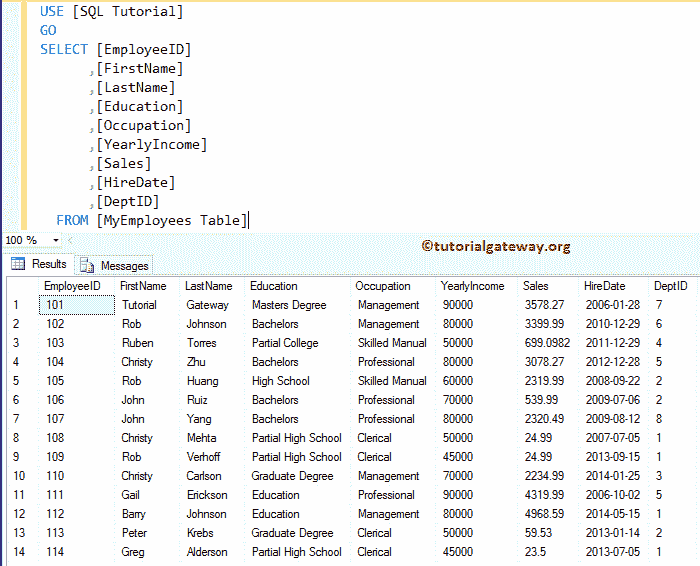 USE [SQL Tutorial]
GO
SELECT [EmployeeID]
,[FirstName]
,[LastName]
,[Education]
,[Occupation]
,[YearlyIncome]
,[Sales]
,[HireDate]
,[DeptID]
FROM [MyEmployees Table]
100 %
©tutorialgateway.org
Results Messages
EmployeeID FirstName LastName Education Occupation YearlyIncome Sales HireDate DeptID
1 101 Tutorial Gateway Masters Degree Management 90000 3578.27 2006-01-28 7
2 102 Rob Johnson Bachelors Management 80000 3399.99 2010-12-29 6
3 103 Ruben Torres Partial College Skilled Manual 50000 699.0982 2011-12-29 4
4 104 Christy Zhu Bachelors Professional 80000 3078.27 2012-12-28 5
5 105 Rob Huang High School Skilled Manual 60000 2319.99 2008-09-22 2
6 106 John Ruiz Bachelors Professional 70000 539.99 2009-07-06 2
7 107 John Yang Bachelors Professional 80000 2320.49 2009-08-12 8
8 108 Christy Mehta Partial High School Clerical 50000 24.99 2007-07-05 1
9 109 Rob Verhoff Partial High School Clerical 45000 24.99 2013-09-15 1
10 110 Christy Carlson Graduate Degree Management 70000 2234.99 2014-01-25 3
11 111 Gail Erickson Education Professional 90000 4319.99 2006-10-02 5
12 112 Barry Johnson Education Management 80000 4968.59 2014-05-15 1
13 113 Peter Krebs Graduate Degree Clerical 50000 59.53 2013-01-14 2
14 114 Greg Alderson Partial High School Clerical 45000 23.5 2013-07-05 1